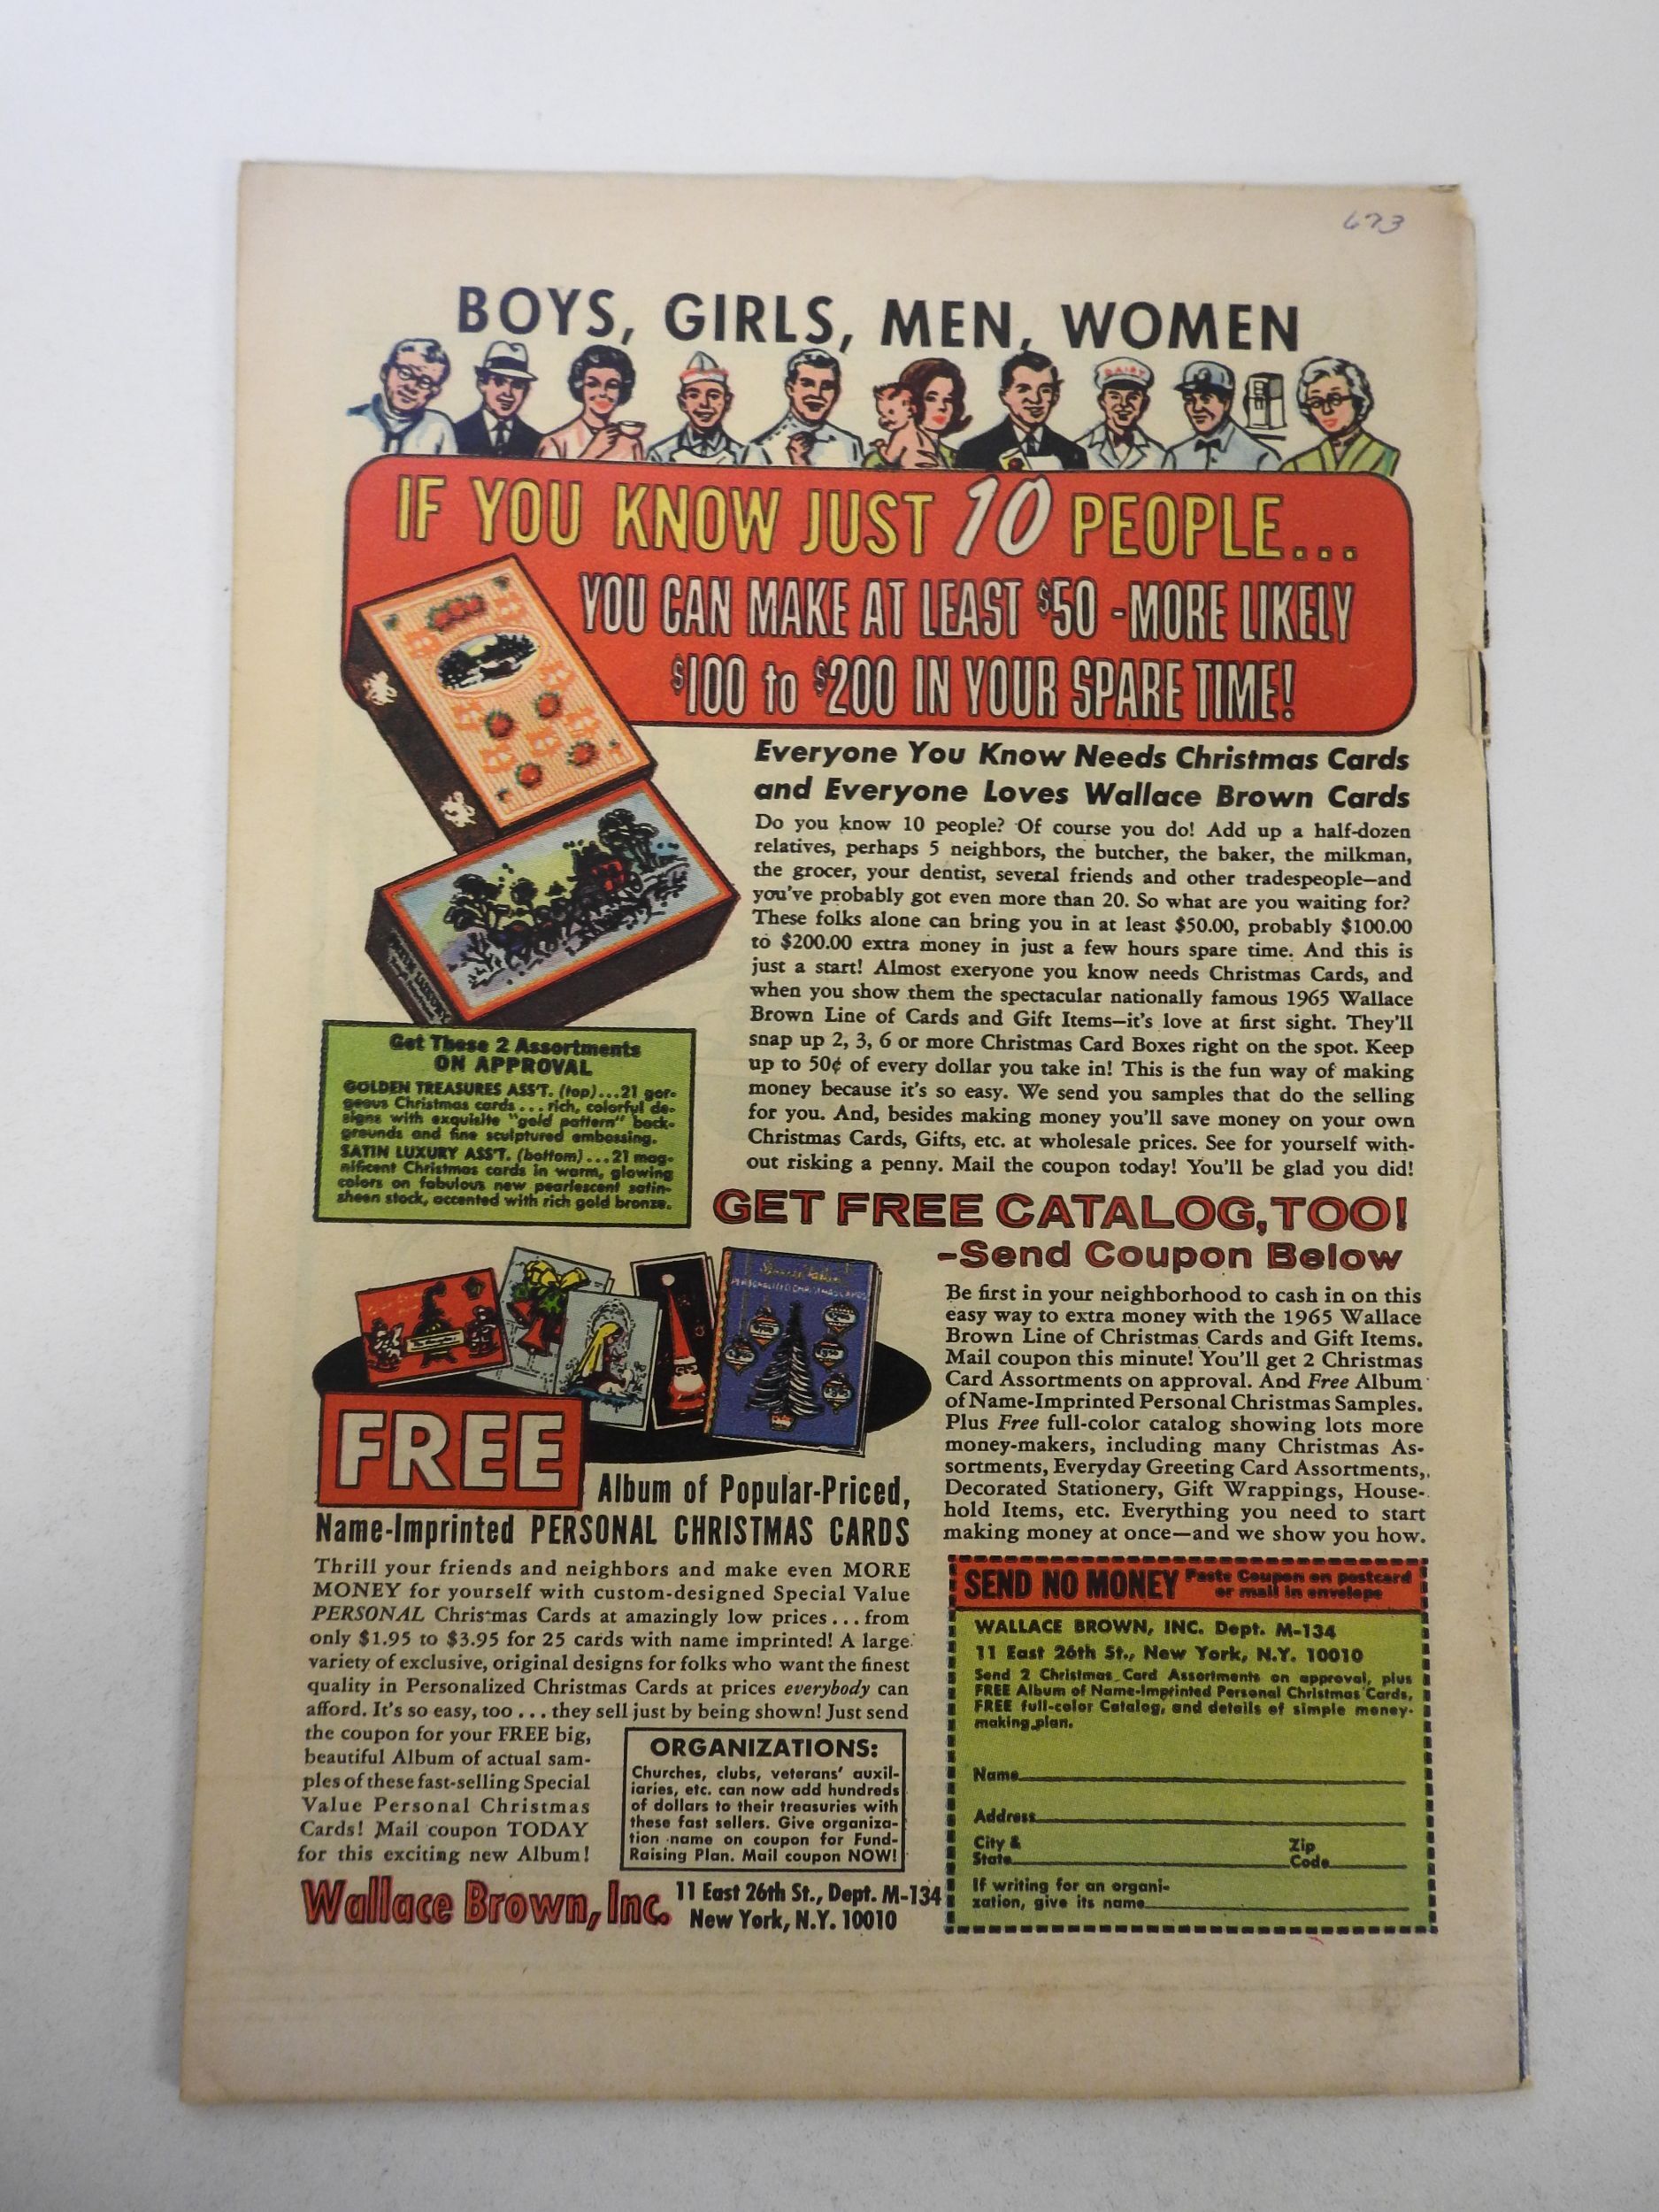 673
BOYS, GIRLS, MEN, WOMEN
DAIRY
IF YOU KNOW JUST 10 PEOPLE...
YOU CAN MAKE AT LEAST $50 - MORE LIKELY
$100 to $200 IN YOUR SPARE TIME!
Everyone You Know Needs Christmas Cards
and Everyone Loves Wallace Brown Cards
Do you know 10 people? Of course you do! Add up a half-dozen
relatives, perhaps 5 neighbors, the butcher, the baker, the milkman,
the grocer, your dentist, several friends and other tradespeople—and
you've probably got even more than 20. So what are you waiting for?
These folks alone can bring you in at least $50.00, probably $100.00
to $200.00 extra money in just a few hours spare time. And this is
just a start! Almost exeryone you know needs Christmas Cards, and
when you show them the spectacular nationally famous 1965 Wallace
Brown Line of Cards and Gift Items—it's love at first sight. They'll
snap up 2, 3, 6 or more Christmas Card Boxes right on the spot. Keep
up to 50¢ of every dollar you take in! This is the fun way of making
money because it's so easy. We send you samples that do the selling
for you. And, besides making money you'll save money on your own
Christmas Cards, Gifts, etc. at wholesale prices. See for yourself with-
out risking a penny. Mail the coupon today! You'll be glad you did!
Get These 2 Assortments
ON APPROVAL
GOLDEN TREASURES ASS'T. (top)...21 gor-
geous Christmas cards...rich, colorful de-
signs with exquisite "gold pattern" back-
grounds and fine sculptured embossing.
SATIN LUXURY ASS'T. (bottom)...21 mag-
nificent Christmas cards in warm, glowing
colors on fabulous new pearlescent satin-
sheen stock, accented with rich gold bronze.
GET FREE CATALOG, TOO!
-Send Coupon Below
Be first in your neighborhood to cash in on this
easy way to extra money with the 1965 Wallace
Brown Line of Christmas Cards and Gift Items.
Mail coupon this minute! You'll get 2 Christmas
Card Assortments on approval. And Free Album
of Name-Imprinted Personal Christmas Samples.
Plus Free full-color catalog showing lots more
money-makers, including many Christmas As-
sortments, Everyday Greeting Card Assortments,
Decorated Stationery, Gift Wrappings, House-
hold Items, etc. Everything you need to start
making money at once—and we show you how.
PERSONALIZED CHRISTMAS CARDS
FREE
Album of Popular-Priced,
Name-Imprinted PERSONAL CHRISTMAS CARDS
Thrill your friends and neighbors and make even MORE
MONEY for yourself with custom-designed Special Value
PERSONAL Christmas Cards at amazingly low prices...from
only $1.95 to $3.95 for 25 cards with name imprinted! A large
variety of exclusive, original designs for folks who want the finest
quality in Personalized Christmas Cards at prices everybody can
afford. It's so easy, too...they sell just by being shown! Just send
the coupon for your FREE big,
beautiful Album of actual sam-
ples of these fast-selling Special
Value Personal Christmas
Cards! Mail coupon TODAY
for this exciting new Album!
ORGANIZATIONS:
Churches, clubs, veterans' auxil-
iaries, etc. can now add hundreds
of dollars to their treasuries with
these fast sellers. Give organiza-
tion name on coupon for Fund-
Raising Plan. Mail coupon NOW!
Wallace Brown, Inc.
11 East 26th St., Dept. M-134
New York, N.Y. 10010
SEND NO MONEY
Paste Coupon on postcard
or mail in envelope
WALLACE BROWN, INC. Dept. M-134
11 East 26th St., New York, N.Y. 10010
Send 2 Christmas Card Assortments on approval, plus
FREE Album of Name-Imprinted Personal Christmas Cards,
FREE full-color Catalog, and details of simple money-
making plan.
Name
Address
City &
State
Zip
Code
If writing for an organi-
zation, give its name